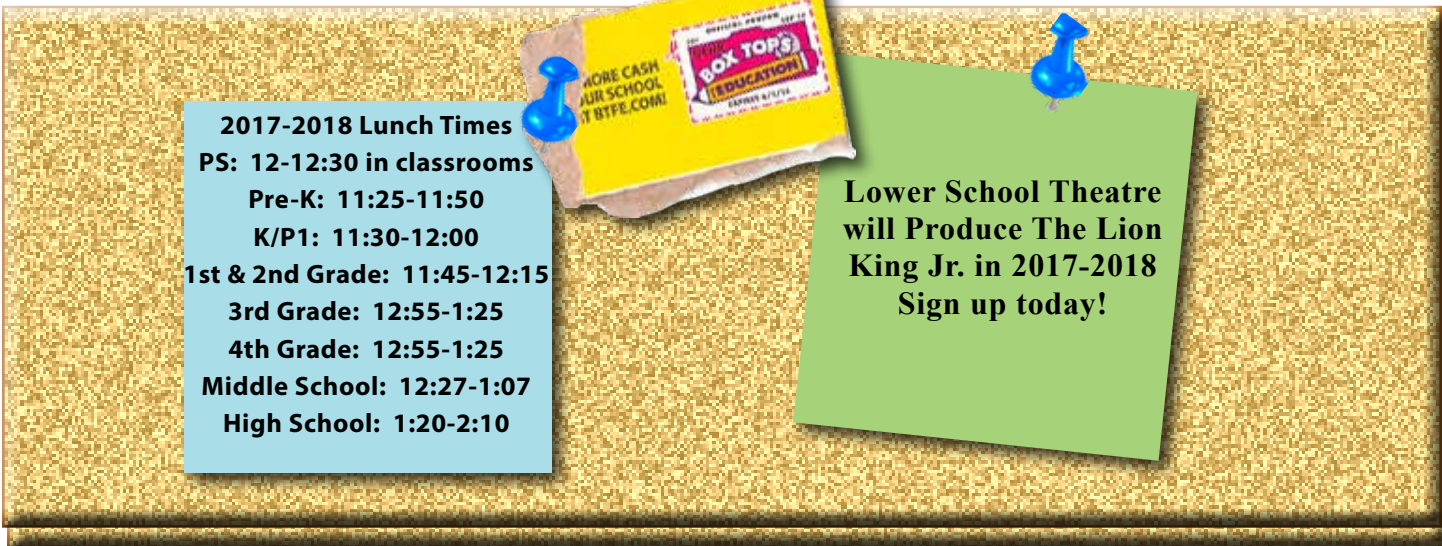 2017-2018 Lunch Times
PS: 12-12:30 in classrooms
Pre-K: 11:25-11:50
K/P1: 11:30-12:00
1st & 2nd Grade: 11:45-12:15
3rd Grade: 12:55-1:25
4th Grade: 12:55-1:25
Middle School: 12:27-1:07
High School: 1:20-2:10
MORE CASH
SCHOOL
BTFE.COM!
OFFICIAL COUPON
BOX TOPS
EDUCATION
Lower School Theatre
will Produce The Lion
King Jr. in 2017-2018
Sign up today!